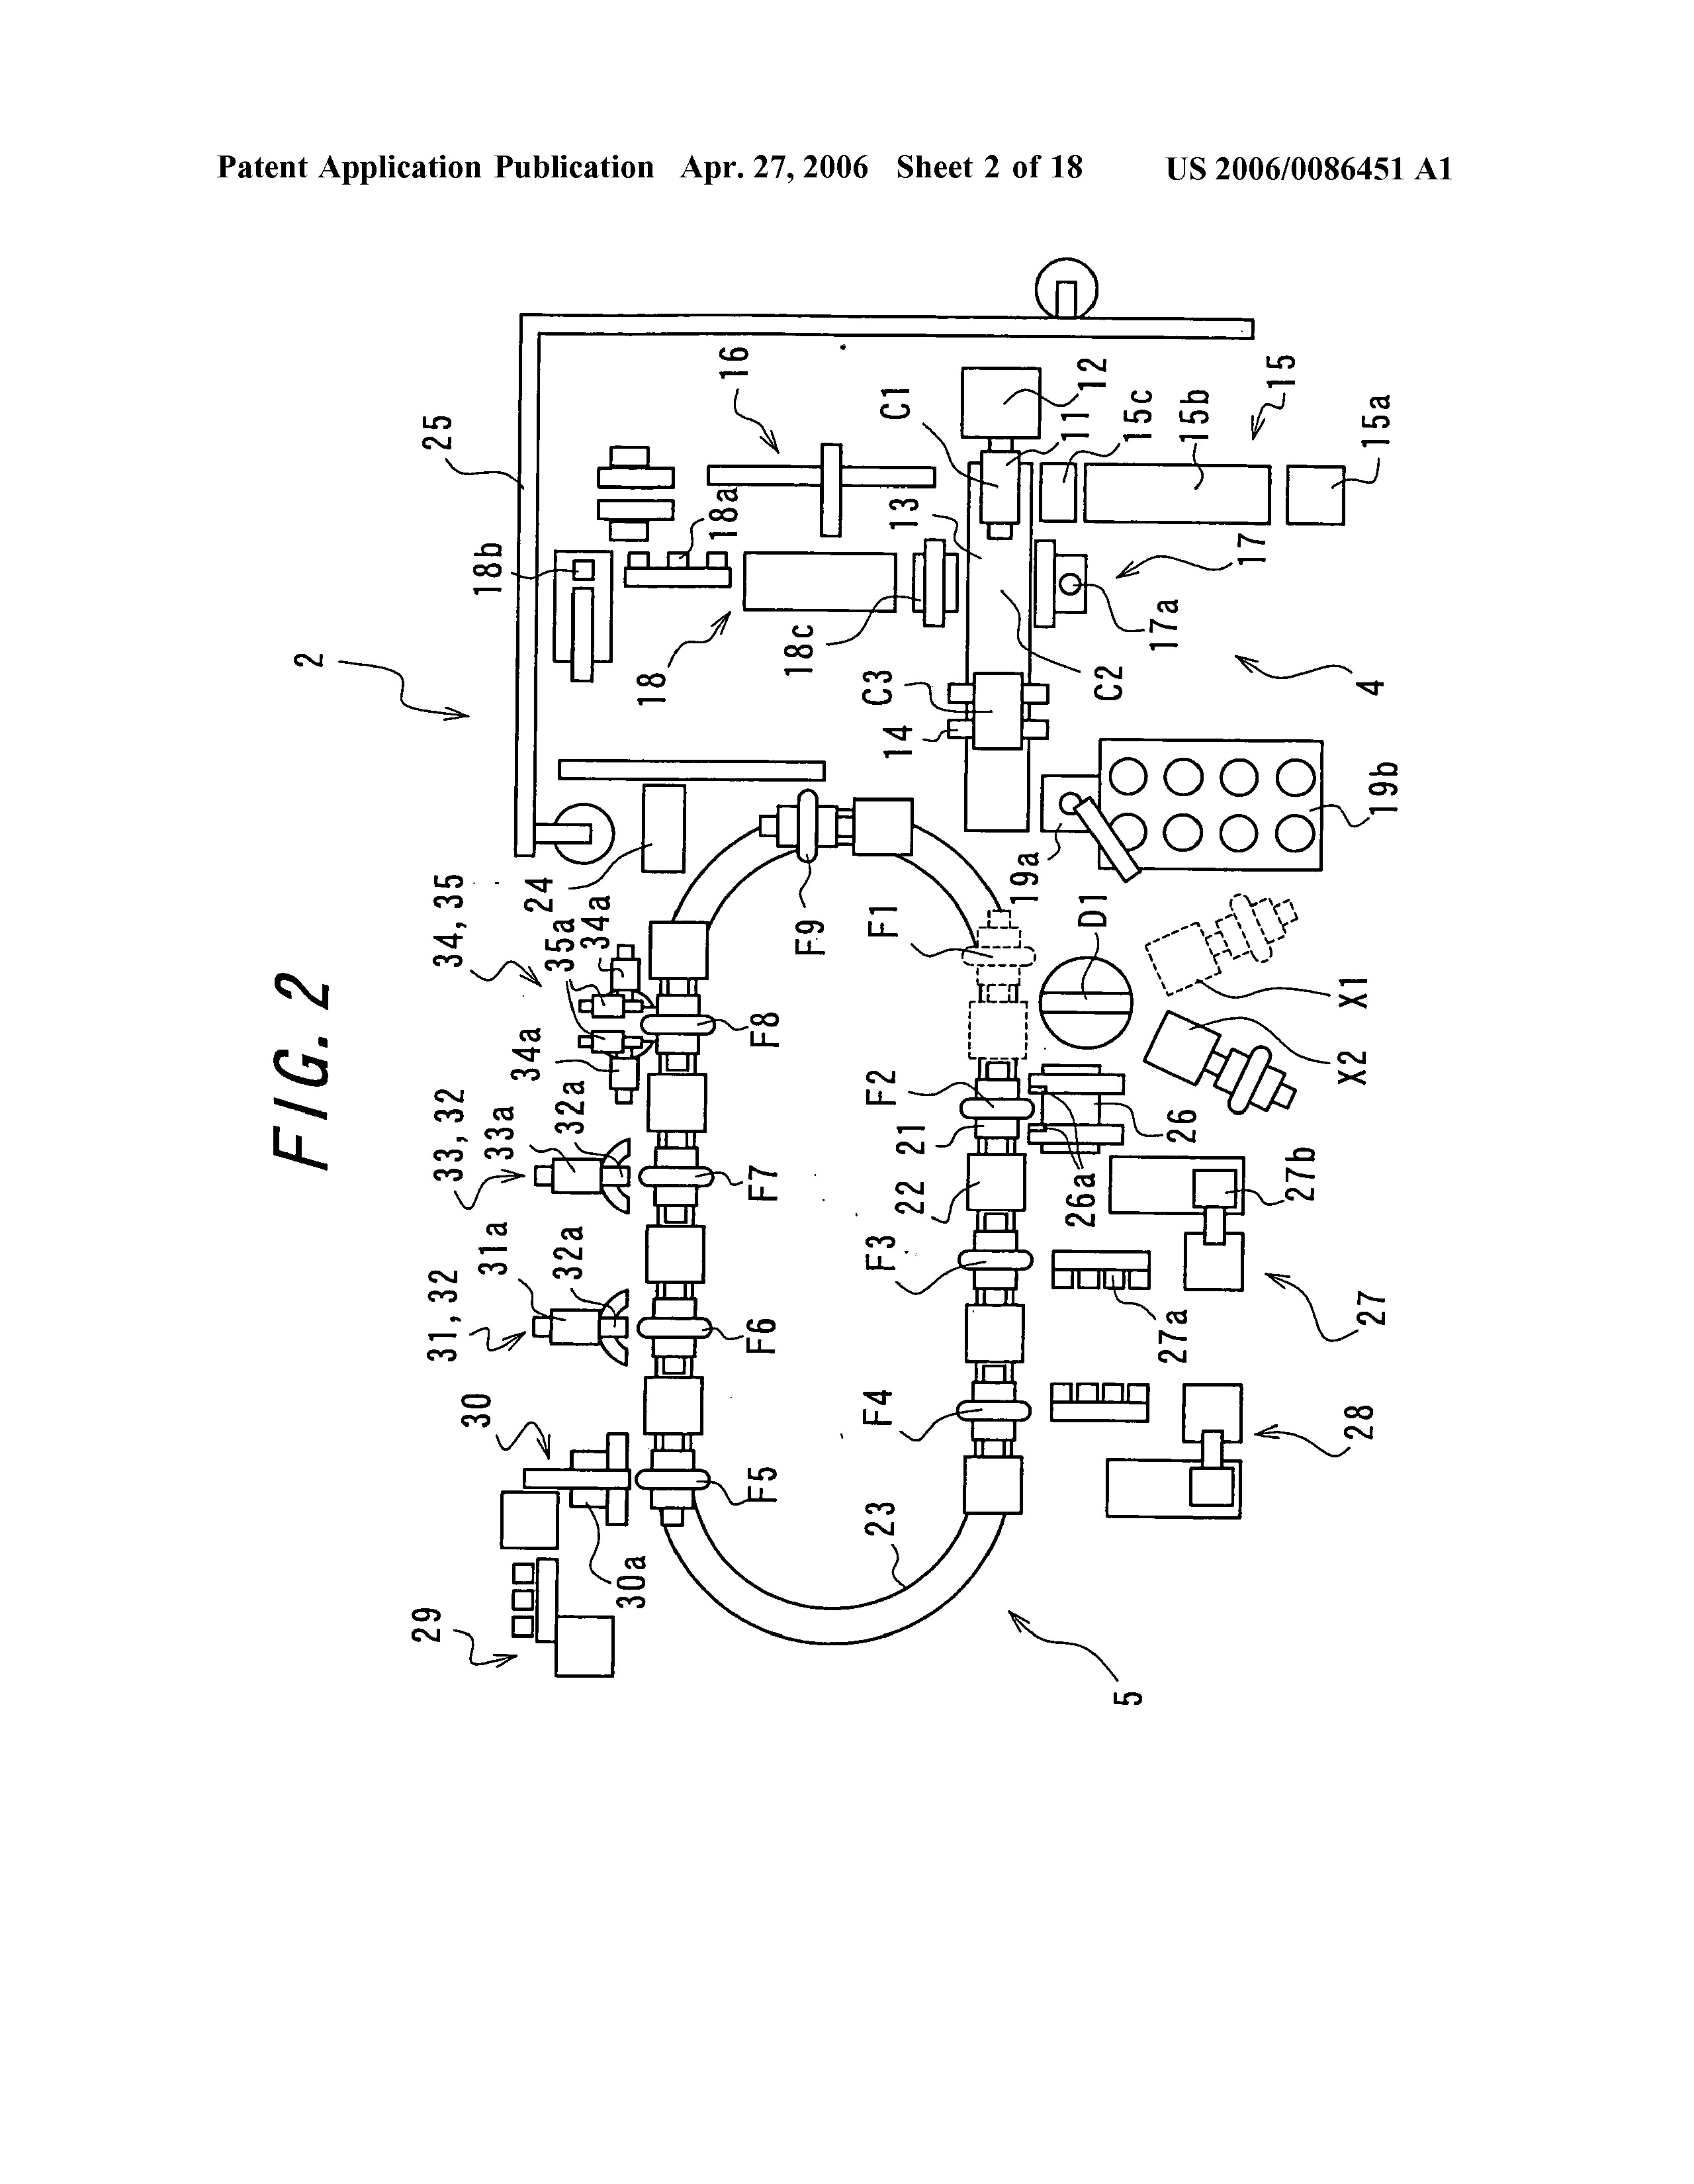 Patent Application Publication Apr. 27, 2006 Sheet 2 of 18 US 2006/0086451 A1
FIG. 2
2
25
34, 35
24
34a
35a
34a
33, 32
33a
32a
31, 32
31a
32a
30
30a
29
18b
18a
18
18c
16
C1
13
12
11
15c
15b
15
15a
17
17a
C3
C2
14
4
19b
19a
F9
F1
D1
X1
X2
F8
F7
F6
F5
F2
21
22
26
26a
27b
F3
27a
27
F4
28
23
5